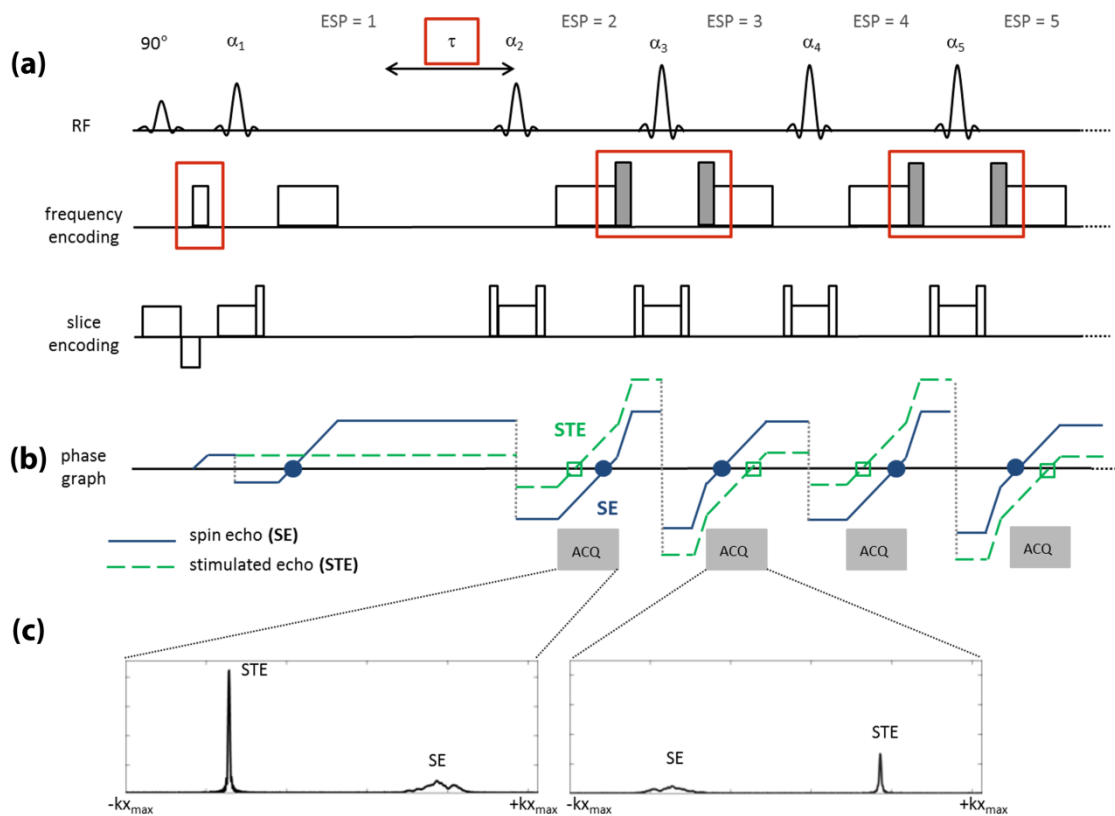 (a)
ESP = 1
ESP = 2
ESP = 3
ESP = 4
ESP = 5
90°
α1
τ
α2
α3
α4
α5
RF
frequency
encoding
slice
encoding
(b)
phase
graph
STE
SE
spin echo (SE)
stimulated echo (STE)
ACQ
ACQ
ACQ
ACQ
(c)
STE
SE
-kxmax
+kxmax
SE
STE
-kxmax
+kxmax